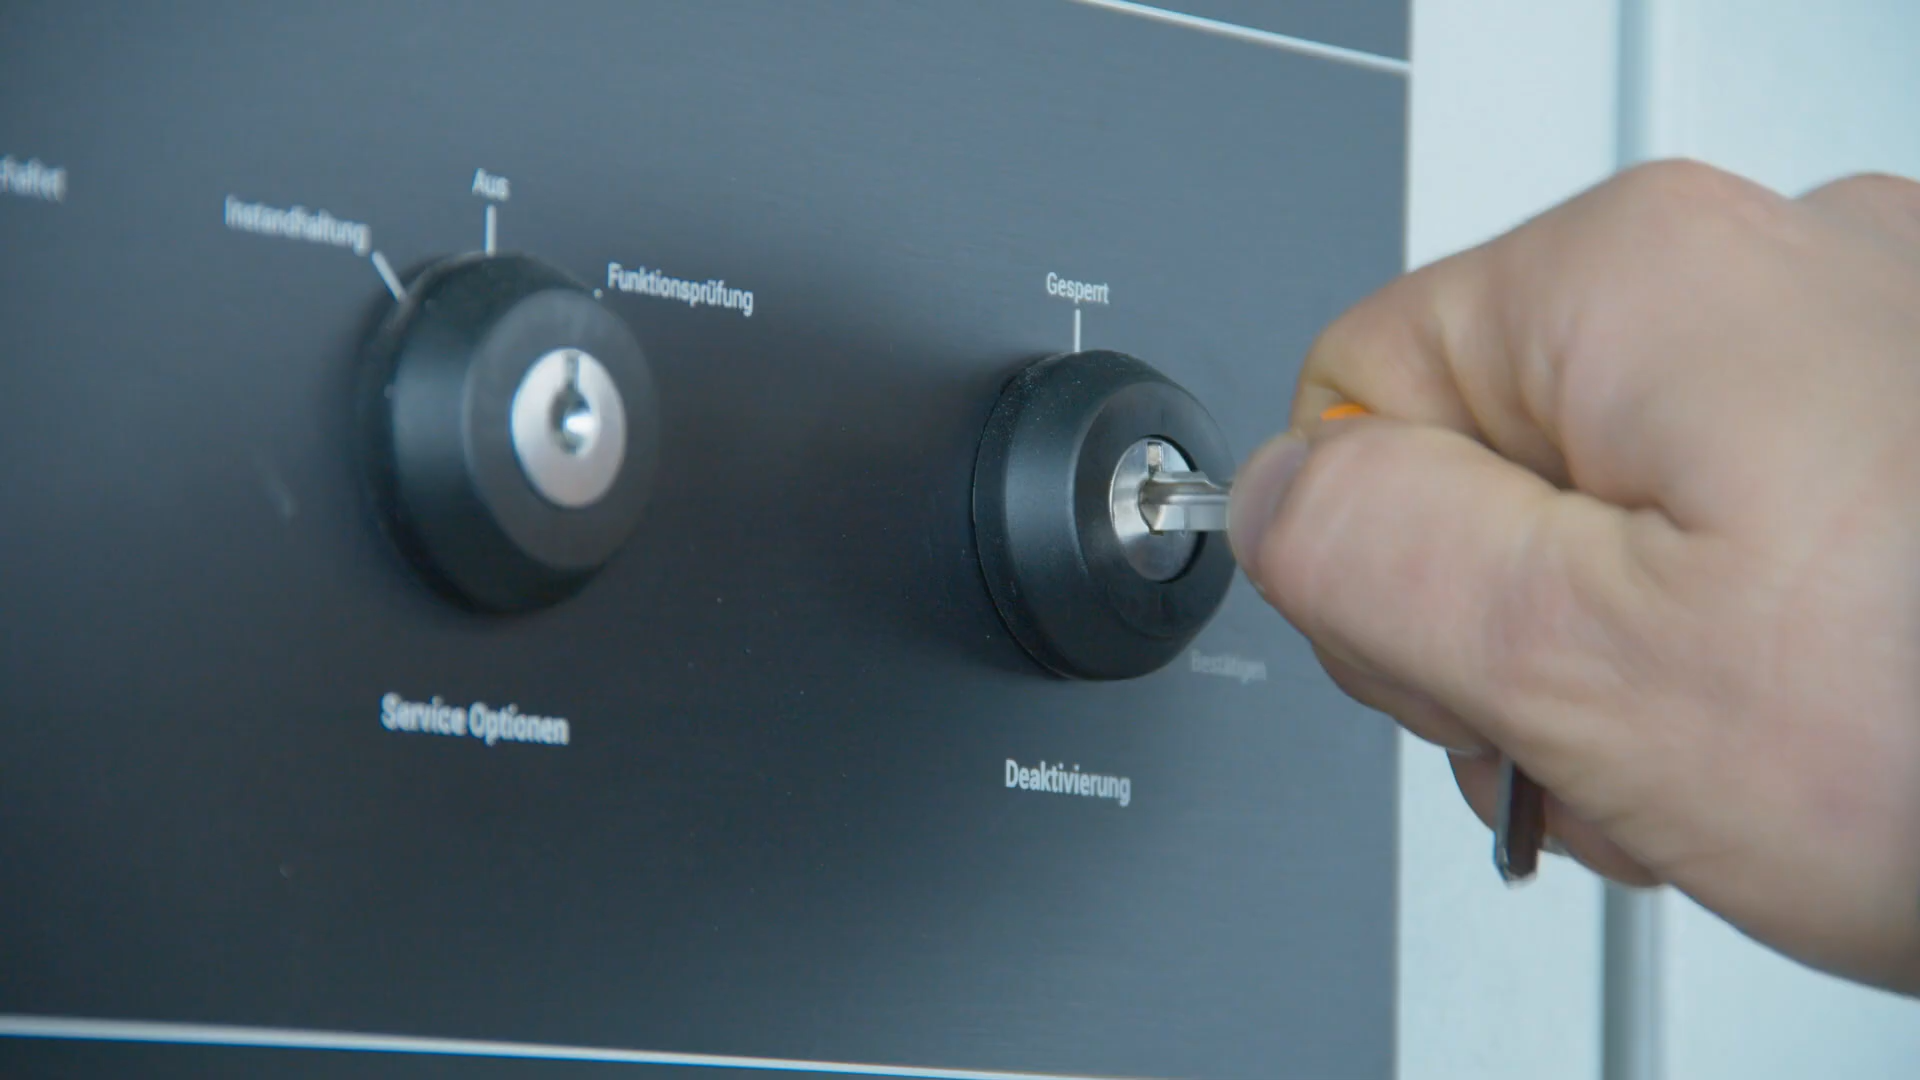 Aus
Instandhaltung
Funktionsprüfung
Gesperrt
Bestätigen
Service Optionen
Deaktivierung